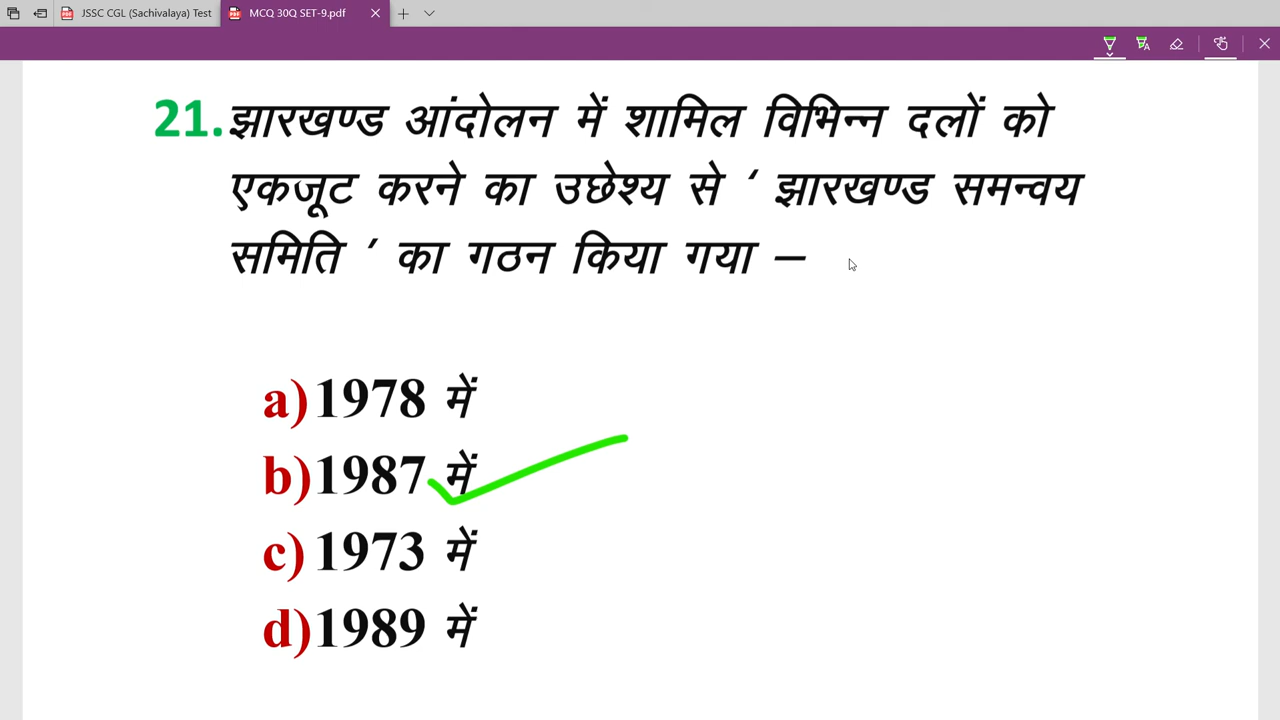 JSSC CGL (Sachivalaya) Test
MCQ 30Q SET-9.pdf
21. झारखण्ड आंदोलन में शामिल विभिन्न दलों को
एकजूट करने का उछेश्य से ‘ झारखण्ड समन्वय
समिति ’ का गठन किया गया –
a) 1978 में
b) 1987 में
c) 1973 में
d) 1989 में